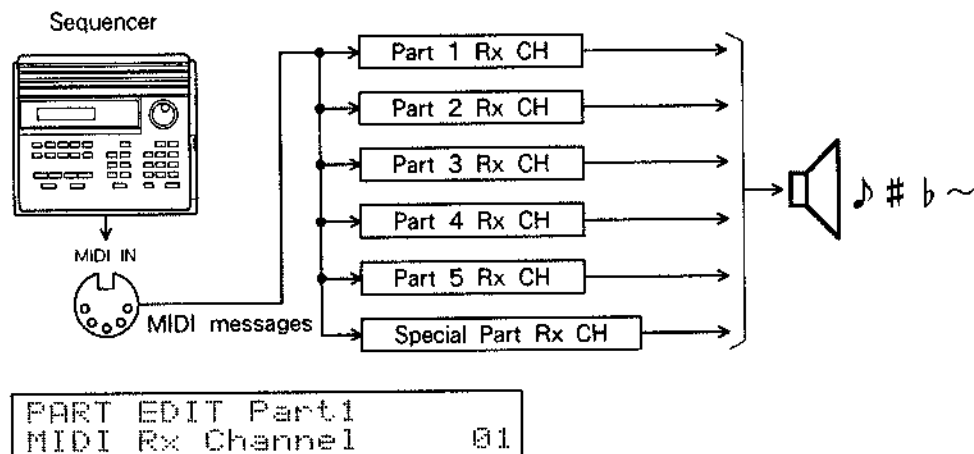 Sequencer
Part 1 Rx CH
Part 2 Rx CH
Part 3 Rx CH
Part 4 Rx CH
Part 5 Rx CH
Special Part Rx CH
MIDI IN
MIDI messages
PART EDIT Part1
MIDI Rx Channel 01